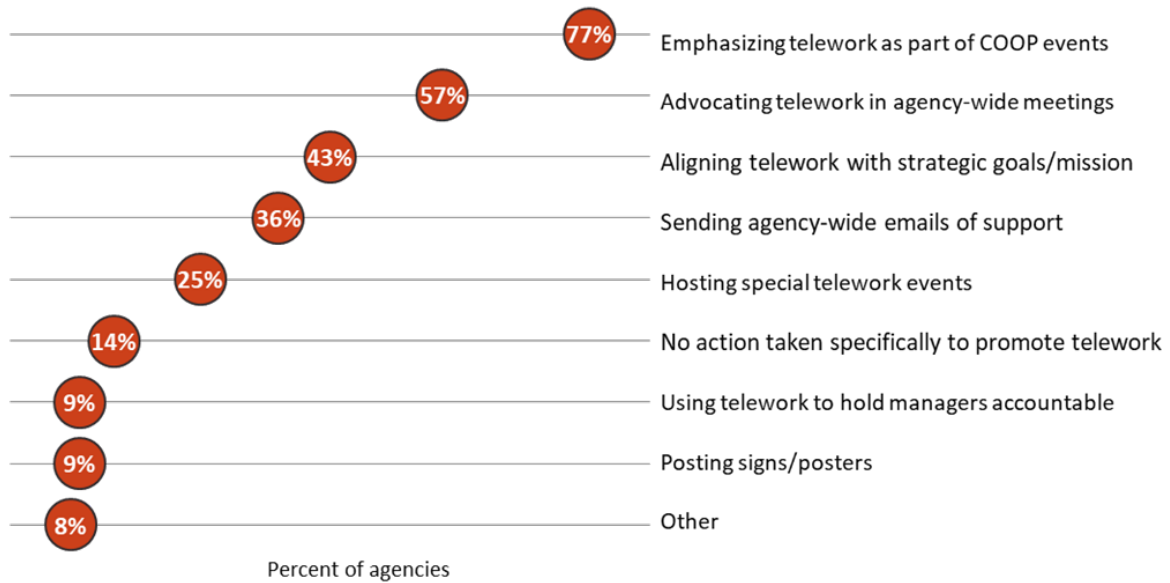 77% Emphasizing telework as part of COOP events
57% Advocating telework in agency-wide meetings
43% Aligning telework with strategic goals/mission
36% Sending agency-wide emails of support
25% Hosting special telework events
14% No action taken specifically to promote telework
9% Using telework to hold managers accountable
9% Posting signs/posters
8% Other
Percent of agencies